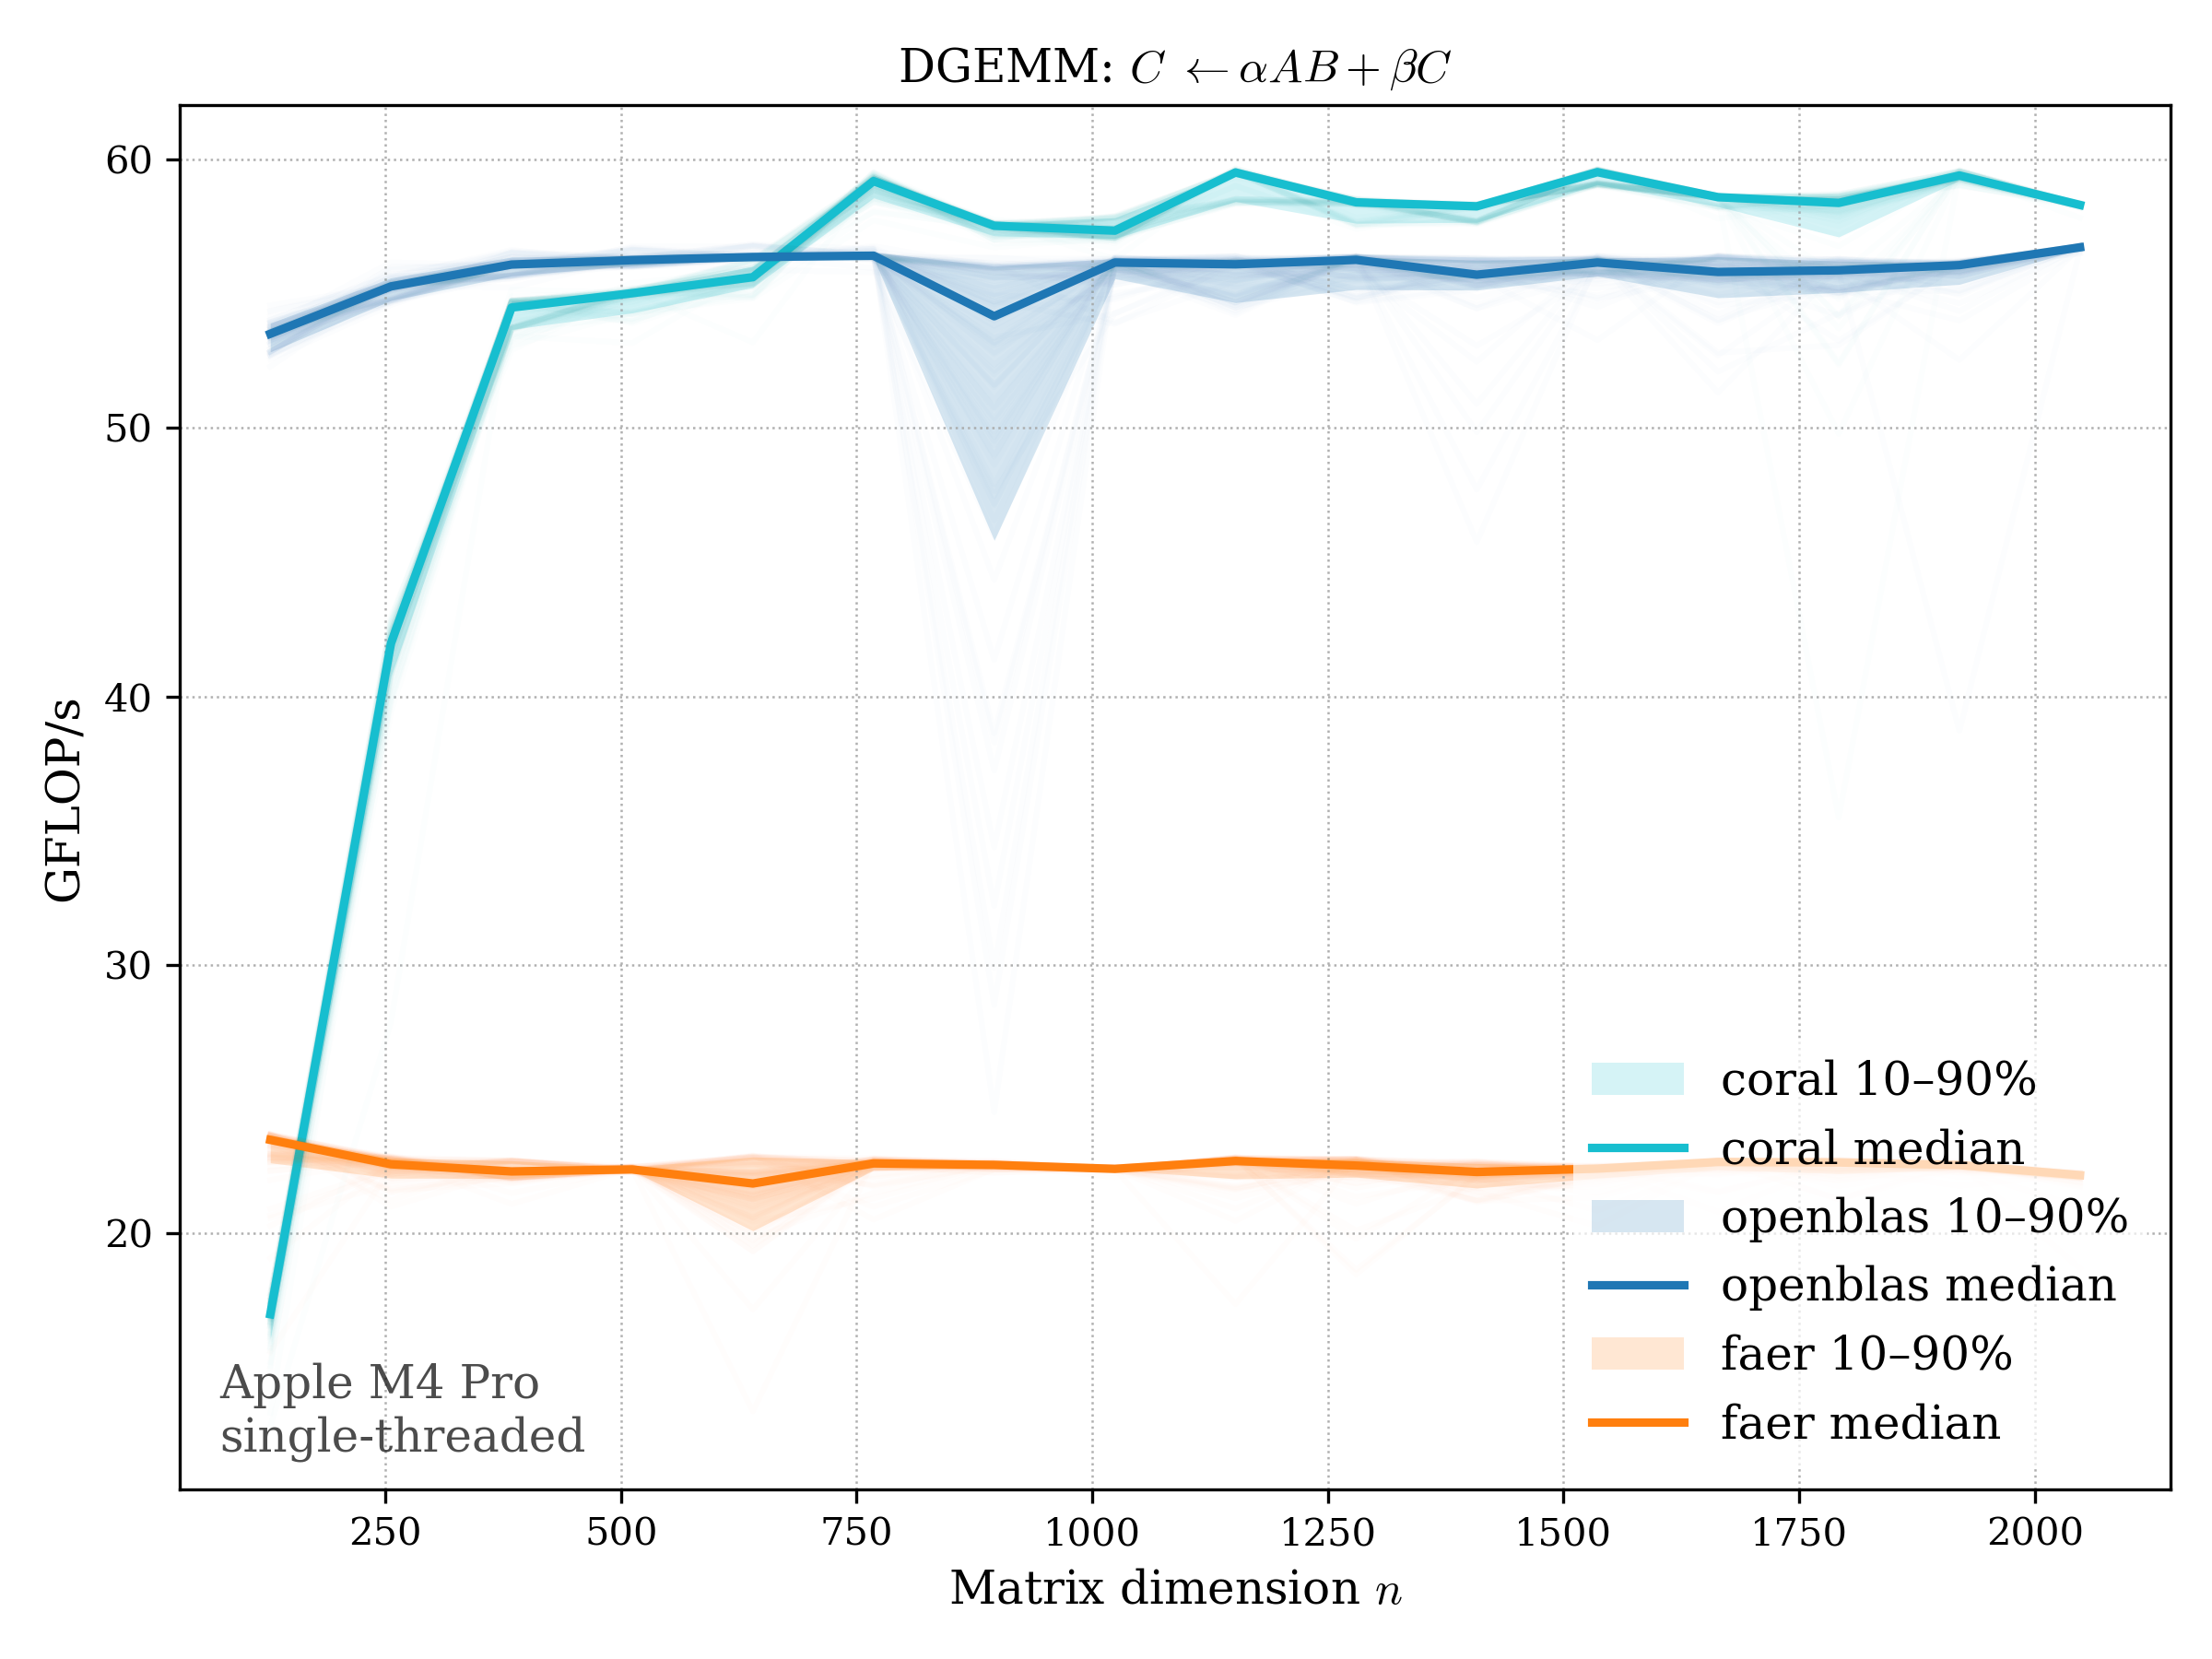 DGEMM: C ← αAB + βC
GFLOP/s
60
50
40
30
20
coral 10–90%
coral median
openblas 10–90%
openblas median
faer 10–90%
faer median
Apple M4 Pro
single-threaded
250 500 750 1000 1250 1500 1750 2000
Matrix dimension n